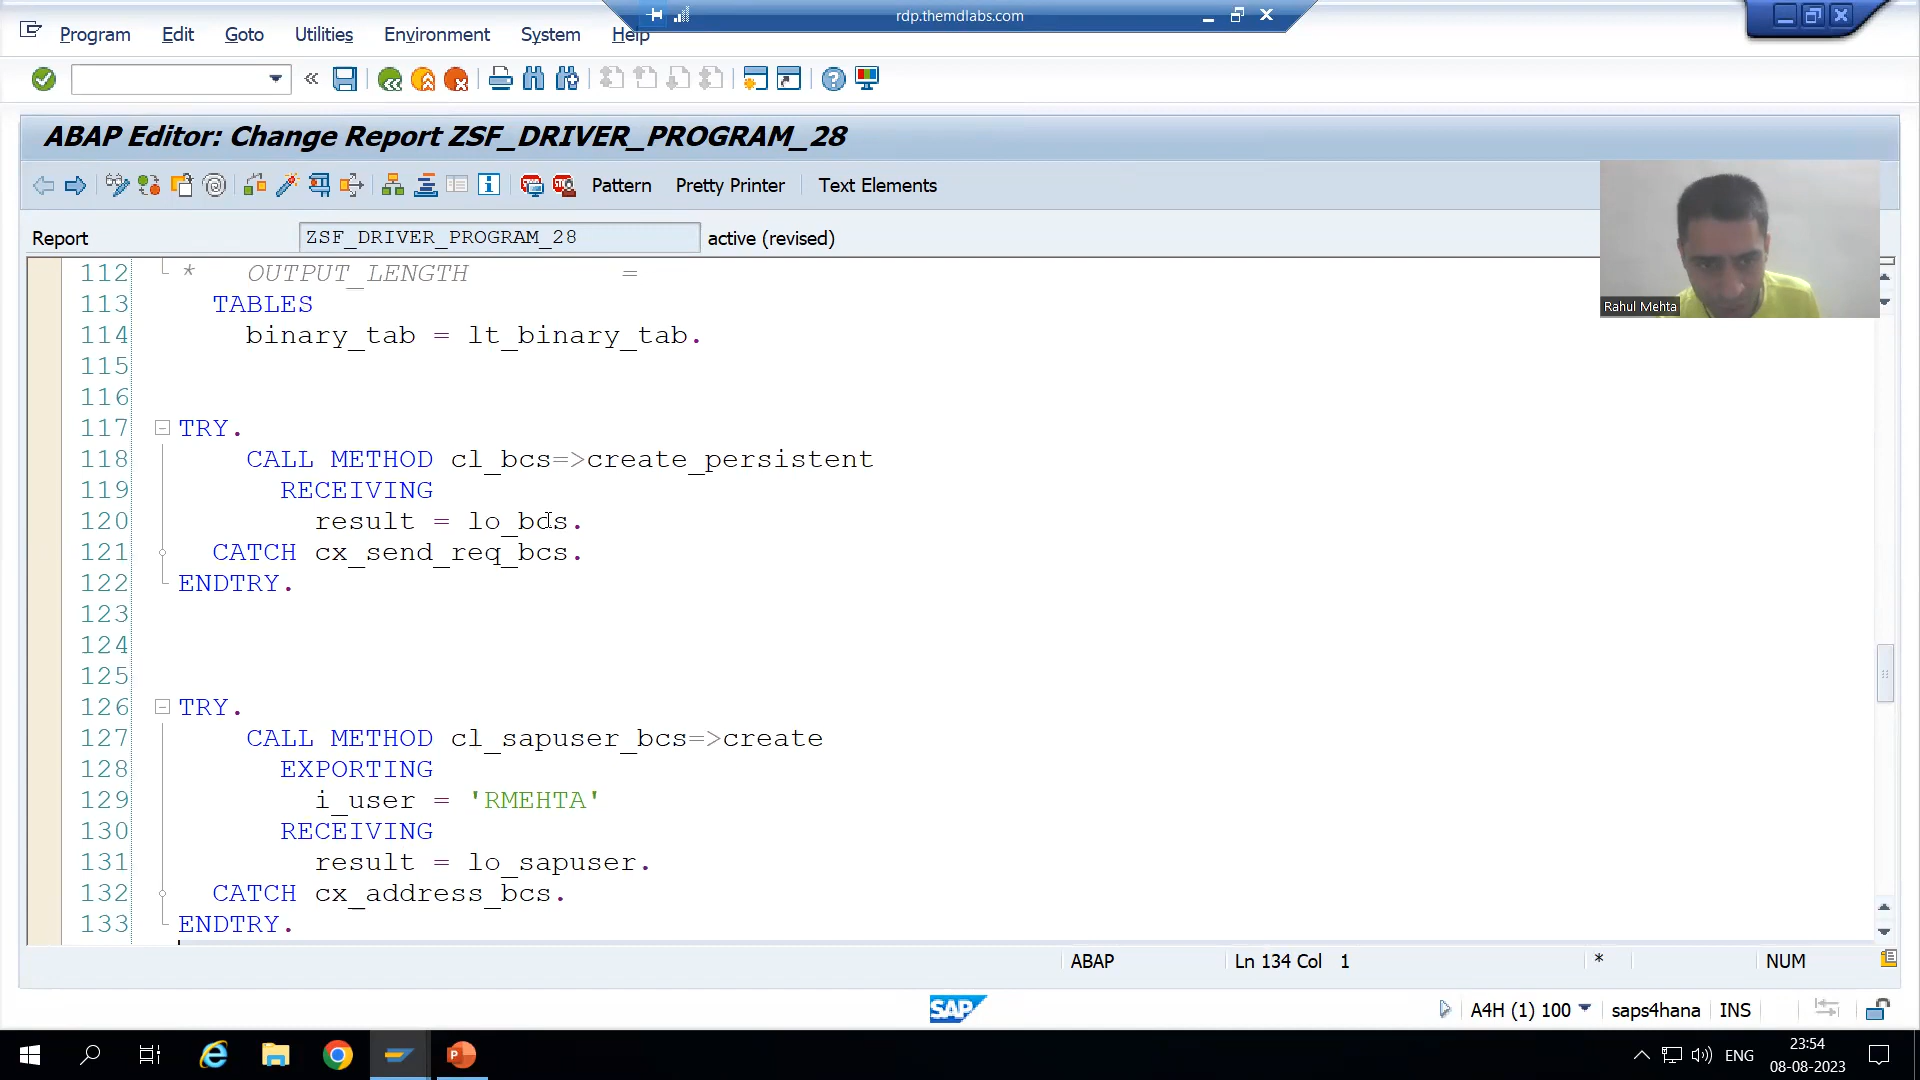 rdp.themdlabs.com
Program Edit Goto Utilities Environment System Help
ABAP Editor: Change Report ZSF_DRIVER_PROGRAM_28
Pattern Pretty Printer Text Elements
Report ZSF_DRIVER_PROGRAM_28 active (revised)
Rahul Mehta
112 * OUTPUT_LENGTH =
113 TABLES
114 binary_tab = lt_binary_tab.
115
116
117 TRY.
118 CALL METHOD cl_bcs=>create_persistent
119 RECEIVING
120 result = lo_bcs.
121 CATCH cx_send_req_bcs.
122 ENDTRY.
123
124
125
126 TRY.
127 CALL METHOD cl_sapuser_bcs=>create
128 EXPORTING
129 i_user = 'RMEHTA'
130 RECEIVING
131 result = lo_sapuser.
132 CATCH cx_address_bcs.
133 ENDTRY.
ABAP Ln 134 Col 1 * NUM
SAP A4H (1) 100 saps4hana INS
ENG 23:54
08-08-2023